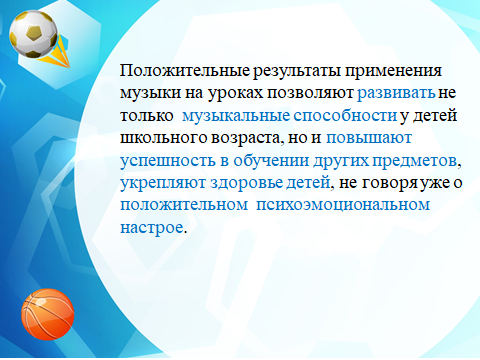 Положительные результаты применения
музыки на уроках позволяют развивать не
только музыкальные способности у детей
школьного возраста, но и повышают
успешность в обучении других предметов,
укрепляют здоровье детей, не говоря уже о
положительном психоэмоциональном
настрое.